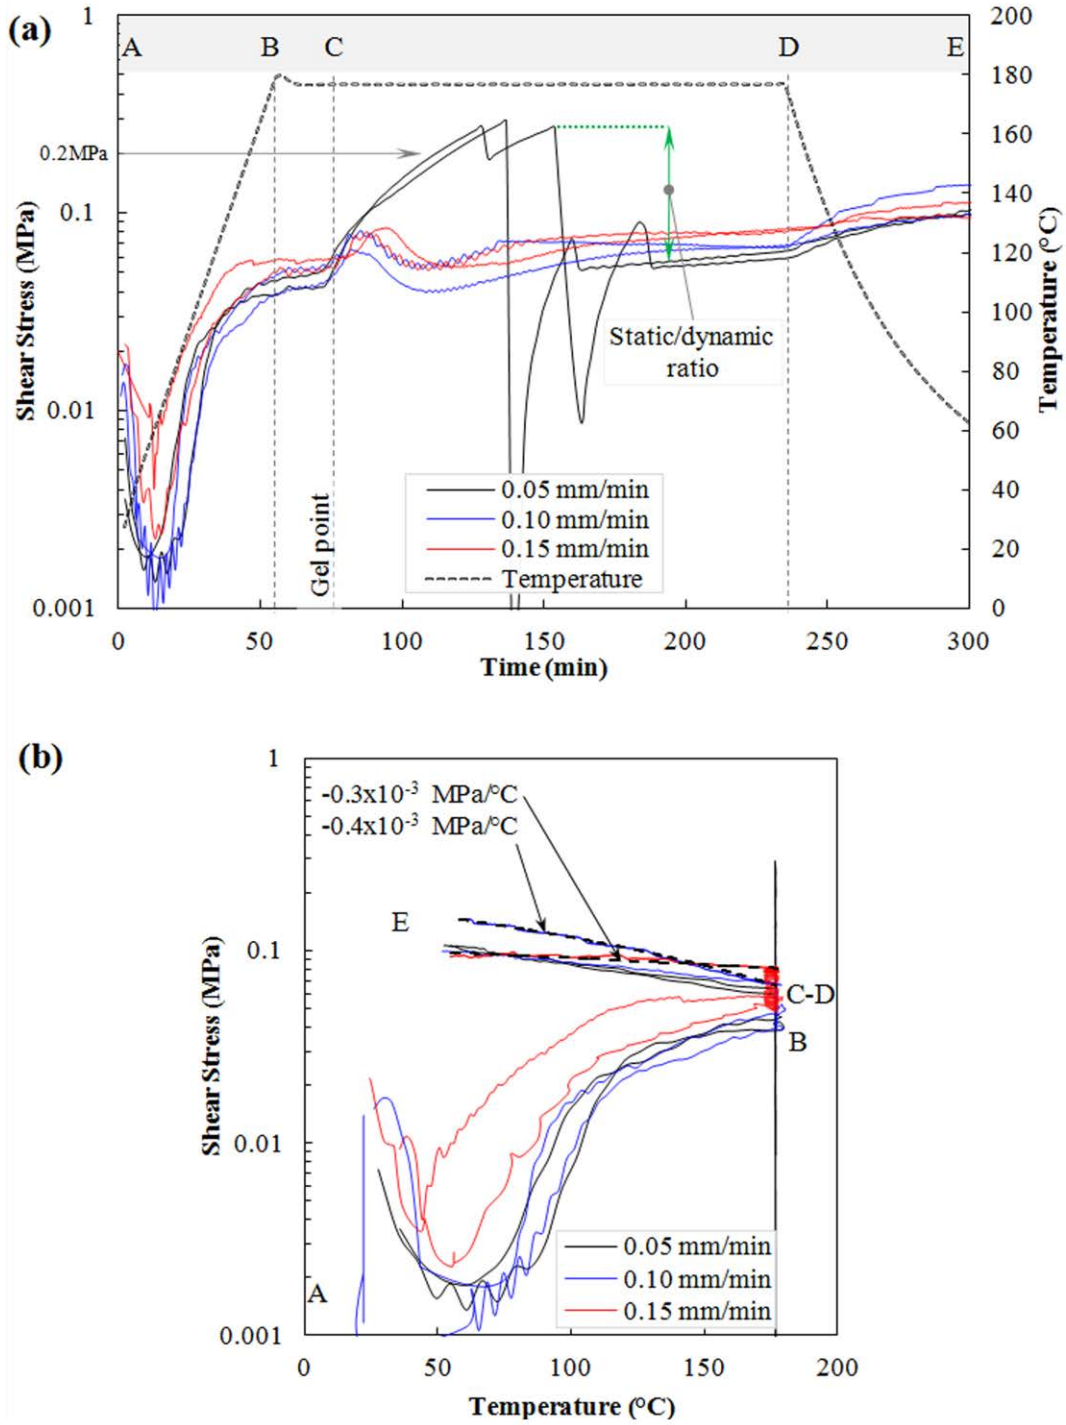 (a)
1
200
A
B
C
D
E
180
0.2MPa
160
0.1
140
120
Shear Stress (MPa)
Temperature (°C)
100
Static/dynamic
ratio
80
0.01
60
0.05 mm/min
0.10 mm/min
0.15 mm/min
Temperature
Gel point
40
20
0.001
0
0
50
100
150
200
250
300
Time (min)
(b)
1
-0.3x10⁻³ MPa/°C
-0.4x10⁻³ MPa/°C
E
0.1
Shear Stress (MPa)
C-D
B
0.01
0.05 mm/min
0.10 mm/min
0.15 mm/min
A
0.001
0
50
100
150
200
Temperature (°C)